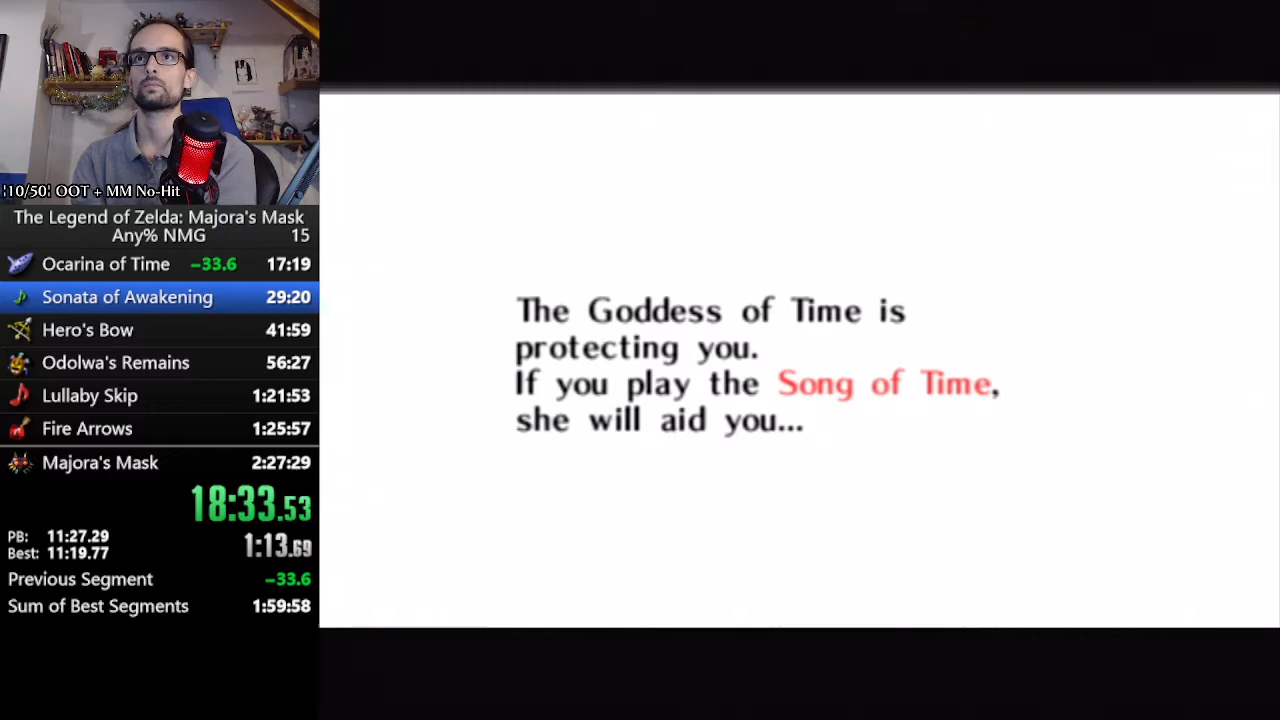 ¦10/50¦ OOT + MM No-Hit
The Legend of Zelda: Majora's Mask
Any% NMG 15
Ocarina of Time -33.6 17:19
Sonata of Awakening 29:20
Hero's Bow 41:59
Odolwa's Remains 56:27
Lullaby Skip 1:21:53
Fire Arrows 1:25:57
Majora's Mask 2:27:29
18:33.53
PB: 11:27.29
Best: 11:19.77
1:13.69
Previous Segment -33.6
Sum of Best Segments 1:59:58
The Goddess of Time is
protecting you.
If you play the Song of Time,
she will aid you...